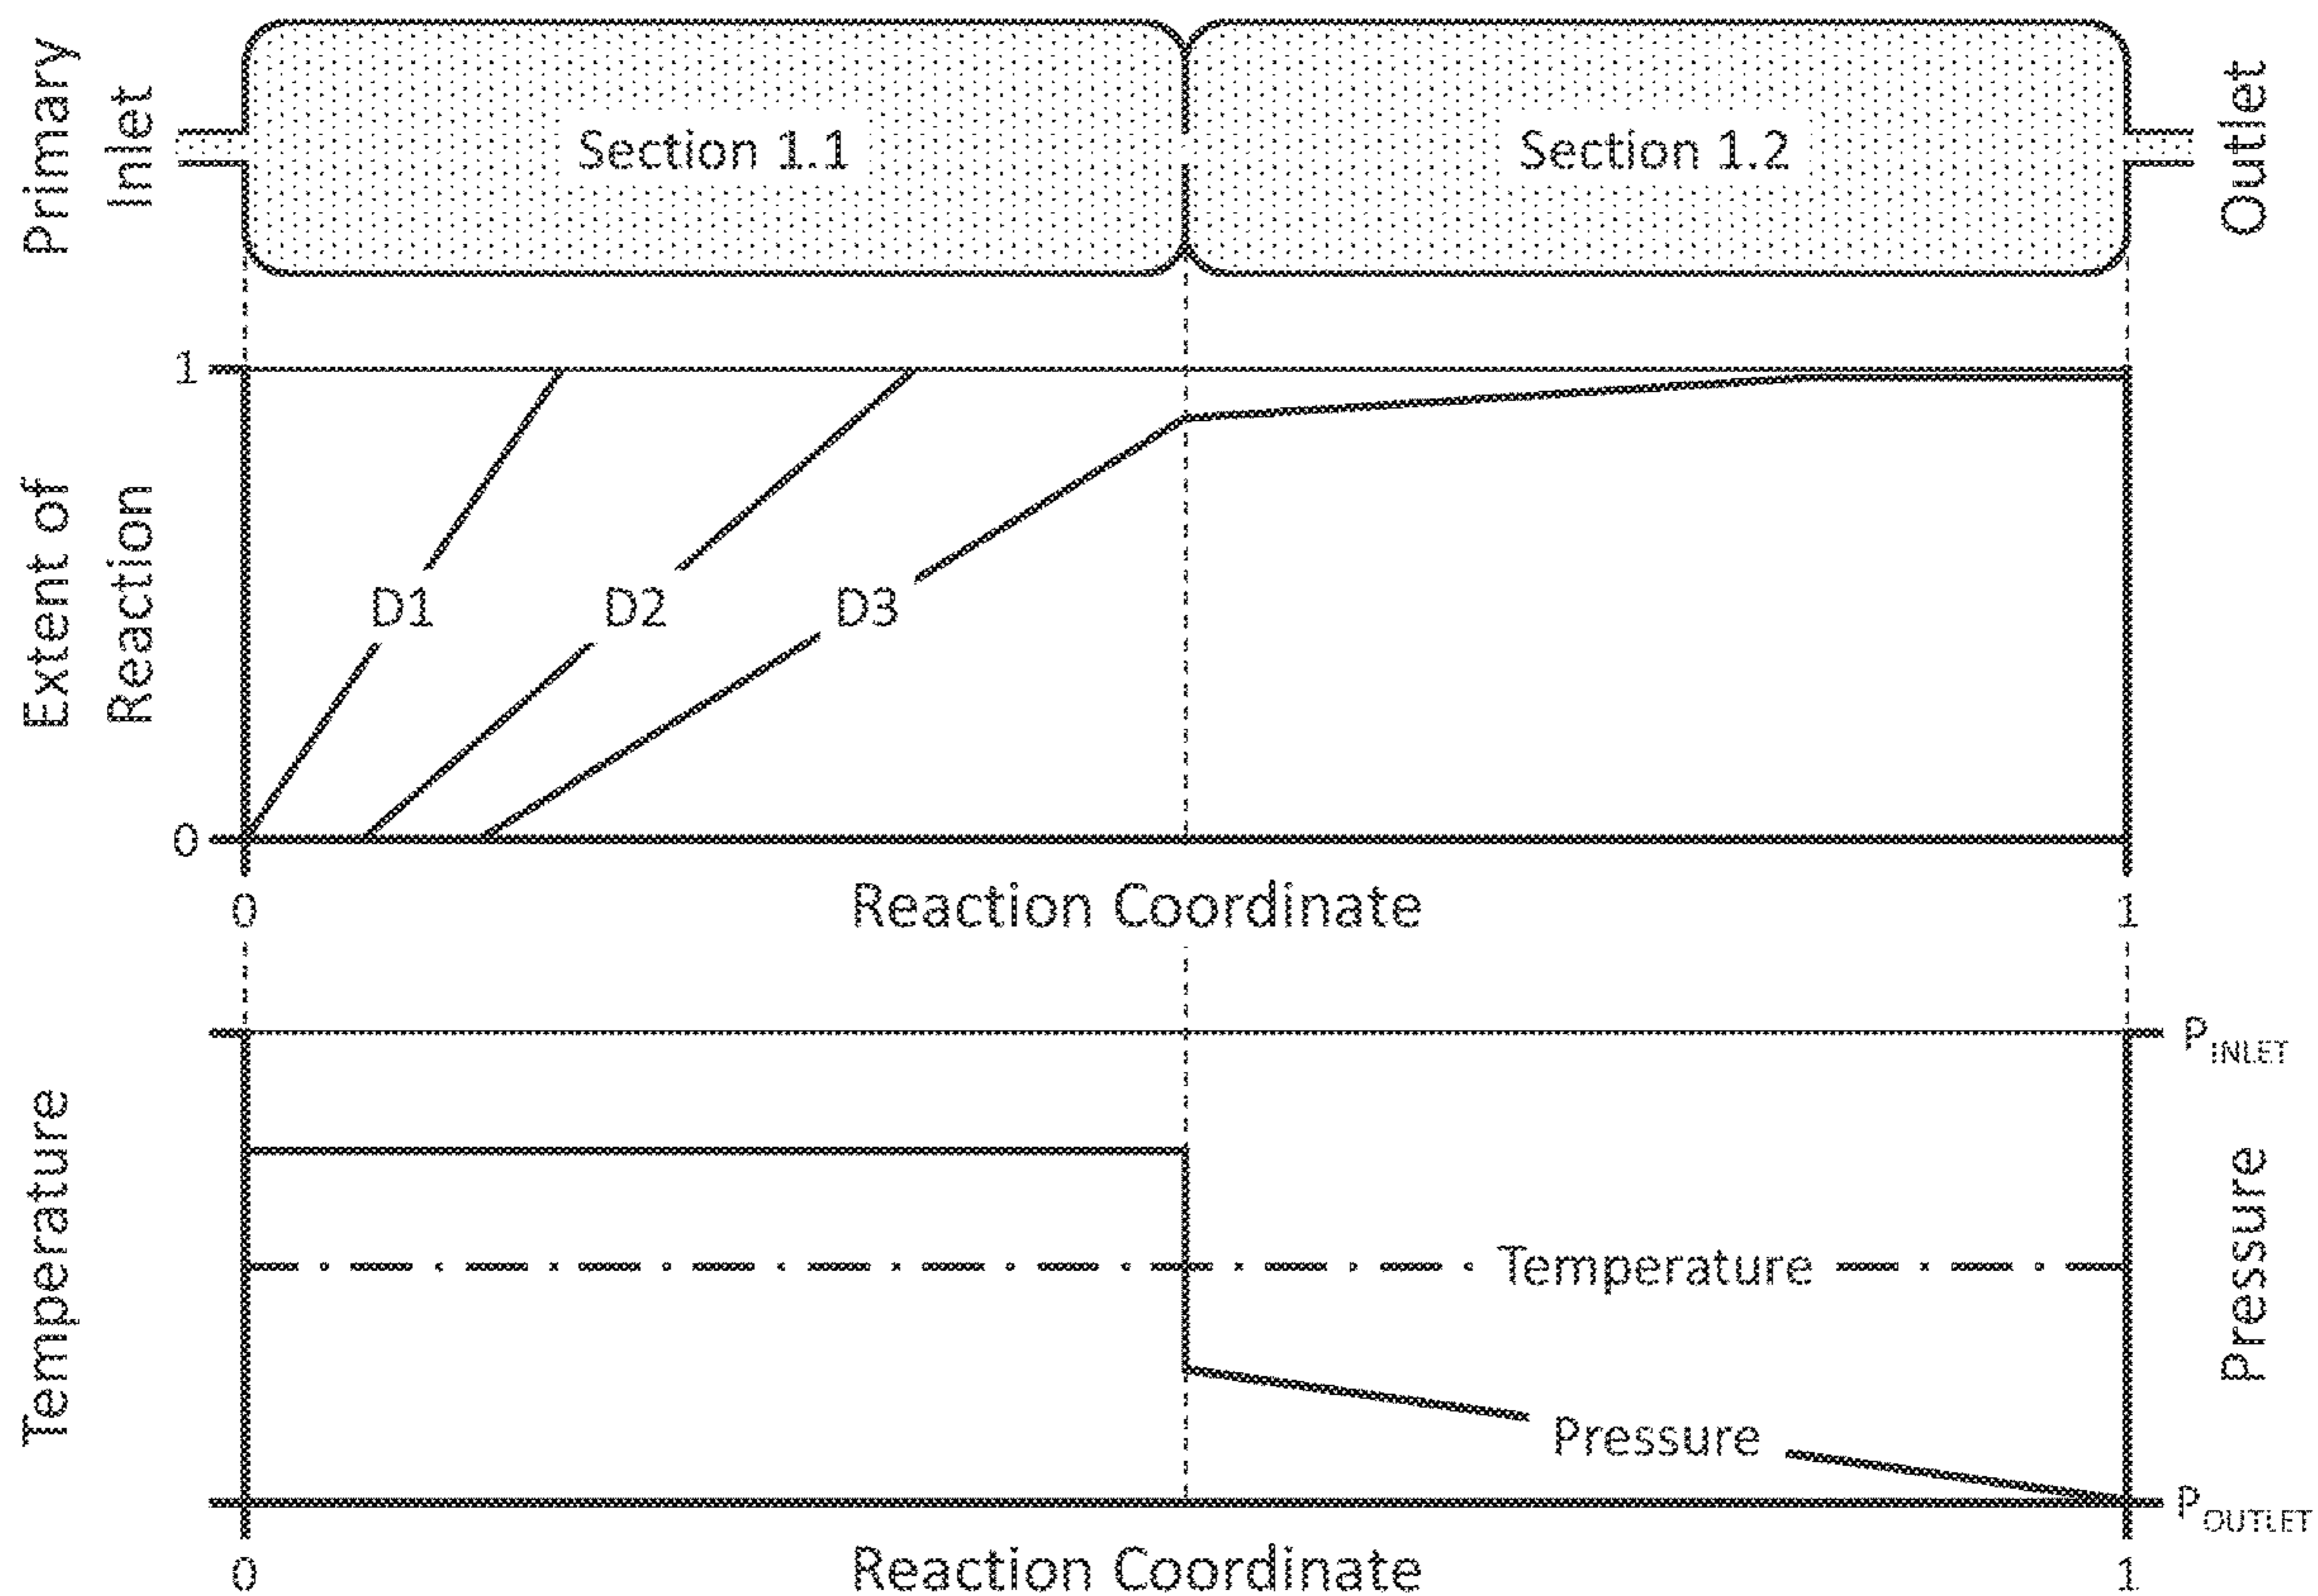 Primary
Inlet
Section 1.1
Section 1.2
Outlet
Extent of
Reaction
1
D1
D2
D3
0
0
Reaction Coordinate
1
Temperature
Pressure
P INLET
Temperature
Pressure
P OUTLET
0
Reaction Coordinate
1